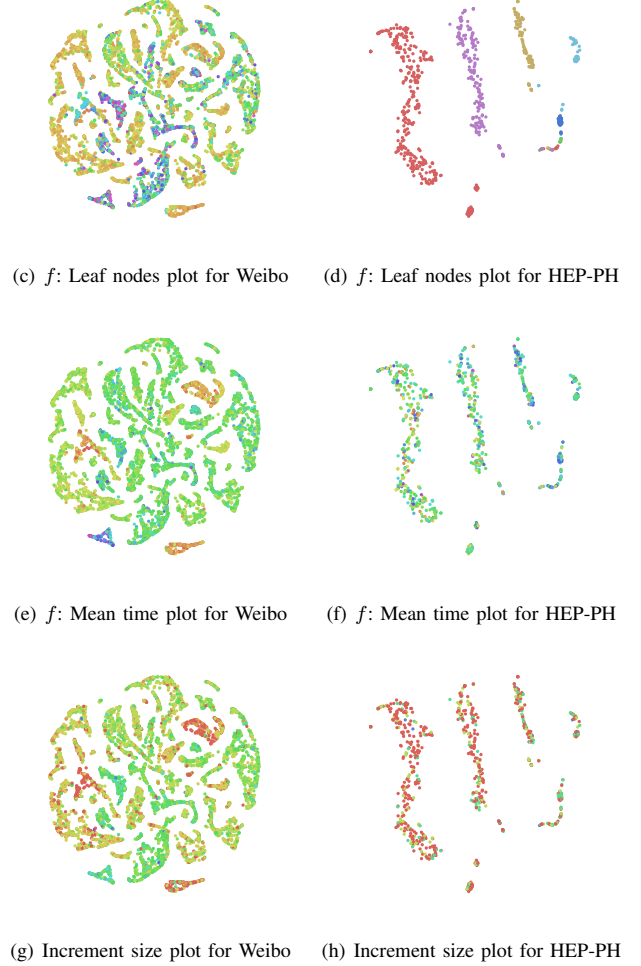 (c) f: Leaf nodes plot for Weibo
(d) f: Leaf nodes plot for HEP-PH
(e) f: Mean time plot for Weibo
(f) f: Mean time plot for HEP-PH
(g) Increment size plot for Weibo
(h) Increment size plot for HEP-PH